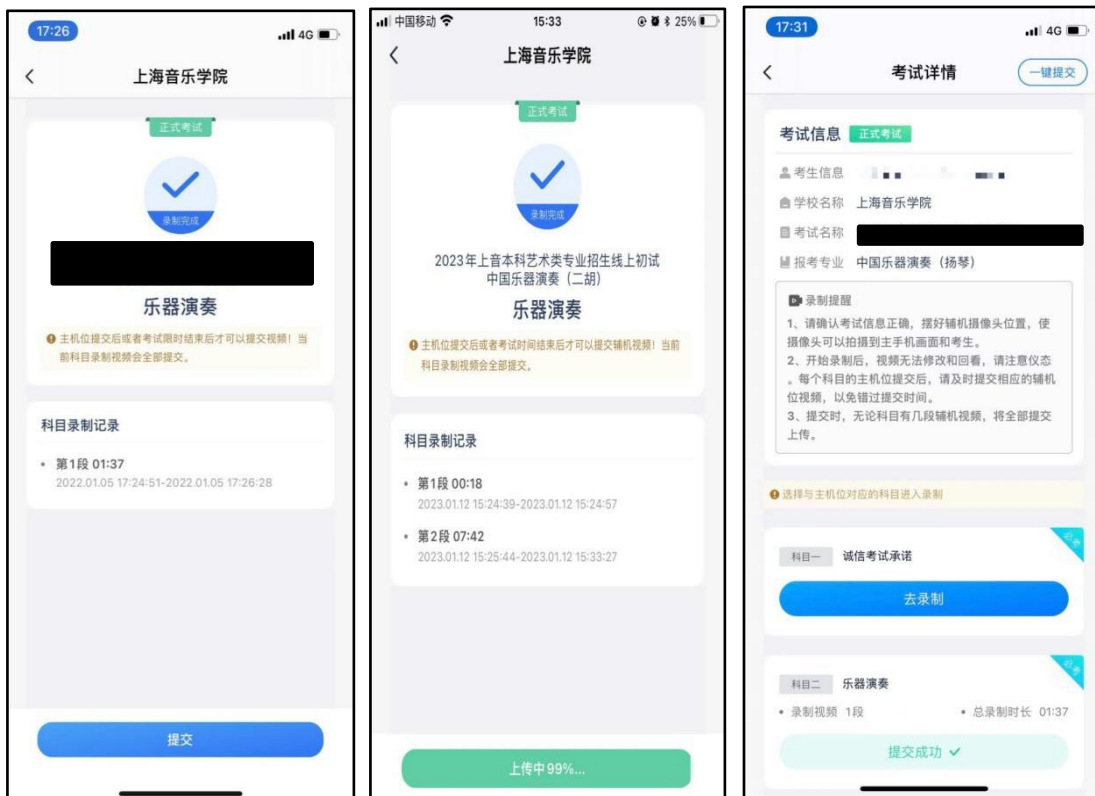 17:26
4G
上海音乐学院
正式考试
录制完成
乐器演奏
主机位提交后或者考试限时结束后才可以提交视频！当
前科目录制视频会全部提交。
科目录制记录
第1段 01:37
2022.01.05 17:24:51-2022.01.05 17:26:28
提交
中国移动
15:33
25%
上海音乐学院
正式考试
录制完成
2023年上音本科艺术类专业招生线上初试
中国乐器演奏（二胡）
乐器演奏
主机位提交后或者考试时间结束后才可以提交辅机视频！当前
科目录制视频会全部提交。
科目录制记录
第1段 00:18
2023.01.12 15:24:39-2023.01.12 15:24:57
第2段 07:42
2023.01.12 15:25:44-2023.01.12 15:33:27
上传中 99%...
17:31
4G
考试详情
一键提交
考试信息 正式考试
考生信息
学校名称 上海音乐学院
考试名称
报考专业 中国乐器演奏（扬琴）
录制提醒
1、请确认考试信息正确，摆好辅机摄像头位置，使
摄像头可以拍摄到主手机画面和考生。
2、开始录制后，视频无法修改和回看，请注意仪态
。每个科目的主机位提交后，请及时提交相应的辅机
位视频，以免错过提交时间。
3、提交时，无论科目有几段辅机视频，将全部提交
上传。
选择与主机位对应的科目进入录制
必考
科目一 诚信考试承诺
去录制
必考
科目二 乐器演奏
录制视频 1段
总录制时长 01:37
提交成功